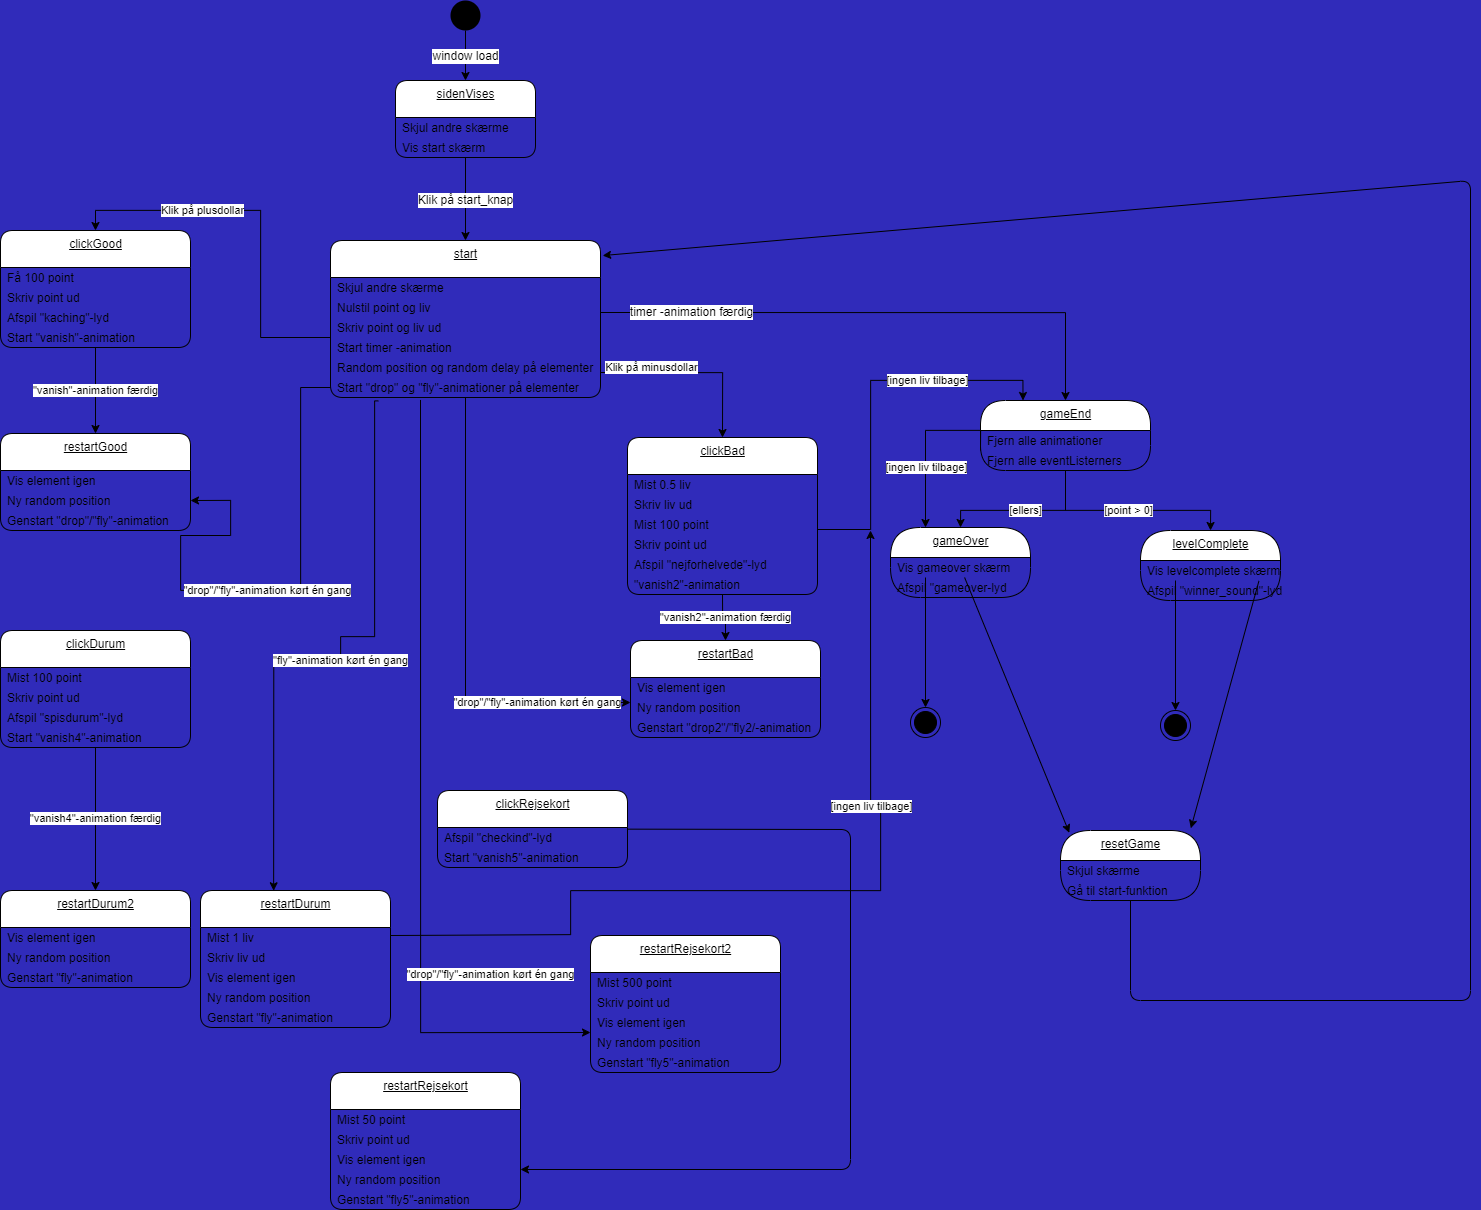 window load
sidenVises
Skjul andre skærme
Vis start skærm
Klik på start_knap
Klik på plusdollar
clickGood
Få 100 point
Skriv point ud
Afspil "kaching"-lyd
Start "vanish"-animation
"vanish"-animation færdig
restartGood
Vis element igen
Ny random position
Genstart "drop"/"fly"-animation
"drop"/"fly"-animation kørt én gang
start
Skjul andre skærme
Nulstil point og liv
Skriv point og liv ud
Start timer -animation
Random position og random delay på elementer
Start "drop" og "fly"-animationer på elementer
timer -animation færdig
Klik på minusdollar
clickBad
Mist 0.5 liv
Skriv liv ud
Mist 100 point
Skriv point ud
Afspil "nejforhelvede"-lyd
"vanish2"-animation
"vanish2"-animation færdig
restartBad
Vis element igen
Ny random position
Genstart "drop2"/"fly2/-animation
"drop"/"fly"-animation kørt én gang
[ingen liv tilbage]
gameEnd
Fjern alle animationer
Fjern alle eventListerners
[ingen liv tilbage]
[ellers]
[point > 0]
gameOver
Vis gameover skærm
Afspil "gameover-lyd
levelComplete
Vis levelcomplete skærm
Afspil "winner_sound"-lyd
clickDurum
Mist 100 point
Skriv point ud
Afspil "spisdurum"-lyd
Start "vanish4"-animation
"fly"-animation kørt én gang
"vanish4"-animation færdig
restartDurum2
Vis element igen
Ny random position
Genstart "fly"-animation
restartDurum
Mist 1 liv
Skriv liv ud
Vis element igen
Ny random position
Genstart "fly"-animation
clickRejsekort
Afspil "checkind"-lyd
Start "vanish5"-animation
[ingen liv tilbage]
resetGame
Skjul skærme
Gå til start-funktion
"drop"/"fly"-animation kørt én gang
restartRejsekort2
Mist 500 point
Skriv point ud
Vis element igen
Ny random position
Genstart "fly5"-animation
restartRejsekort
Mist 50 point
Skriv point ud
Vis element igen
Ny random position
Genstart "fly5"-animation